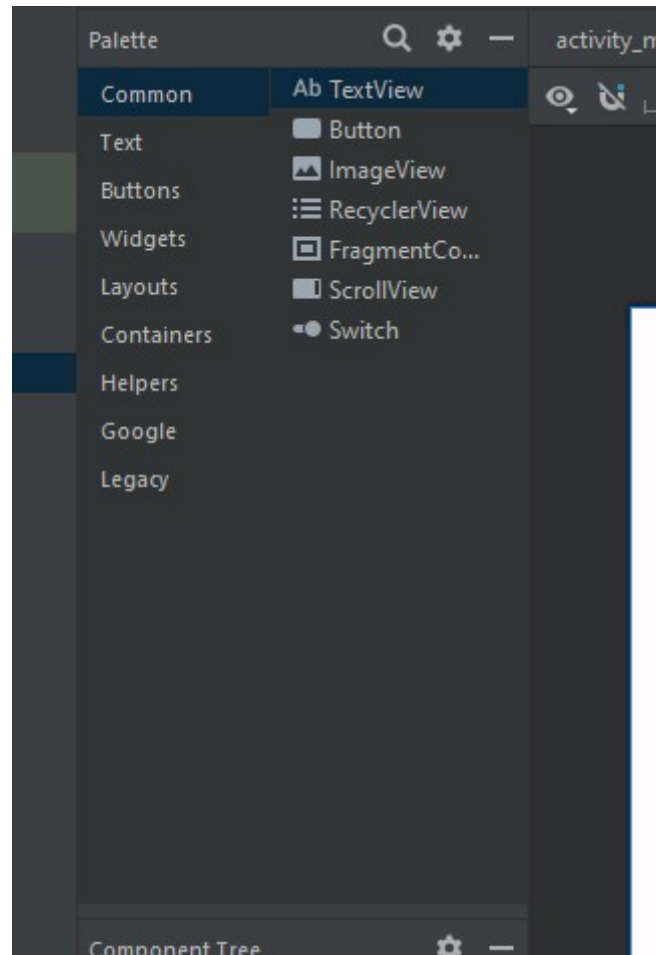 Palette
activity_m
Common
Text
Buttons
Widgets
Layouts
Containers
Helpers
Google
Legacy
Ab TextView
Button
ImageView
RecyclerView
FragmentCo...
ScrollView
Switch
Component Tree